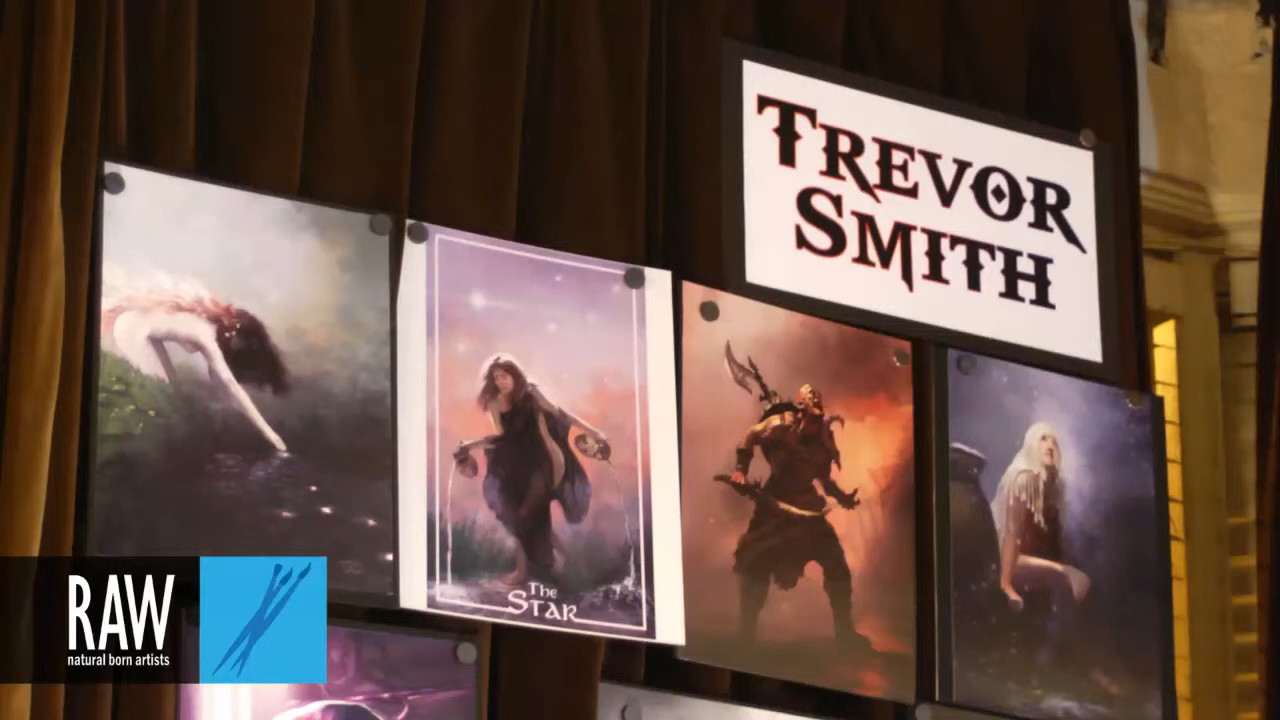 TREVOR
SMITH
The
STAR
RAW
natural born artists